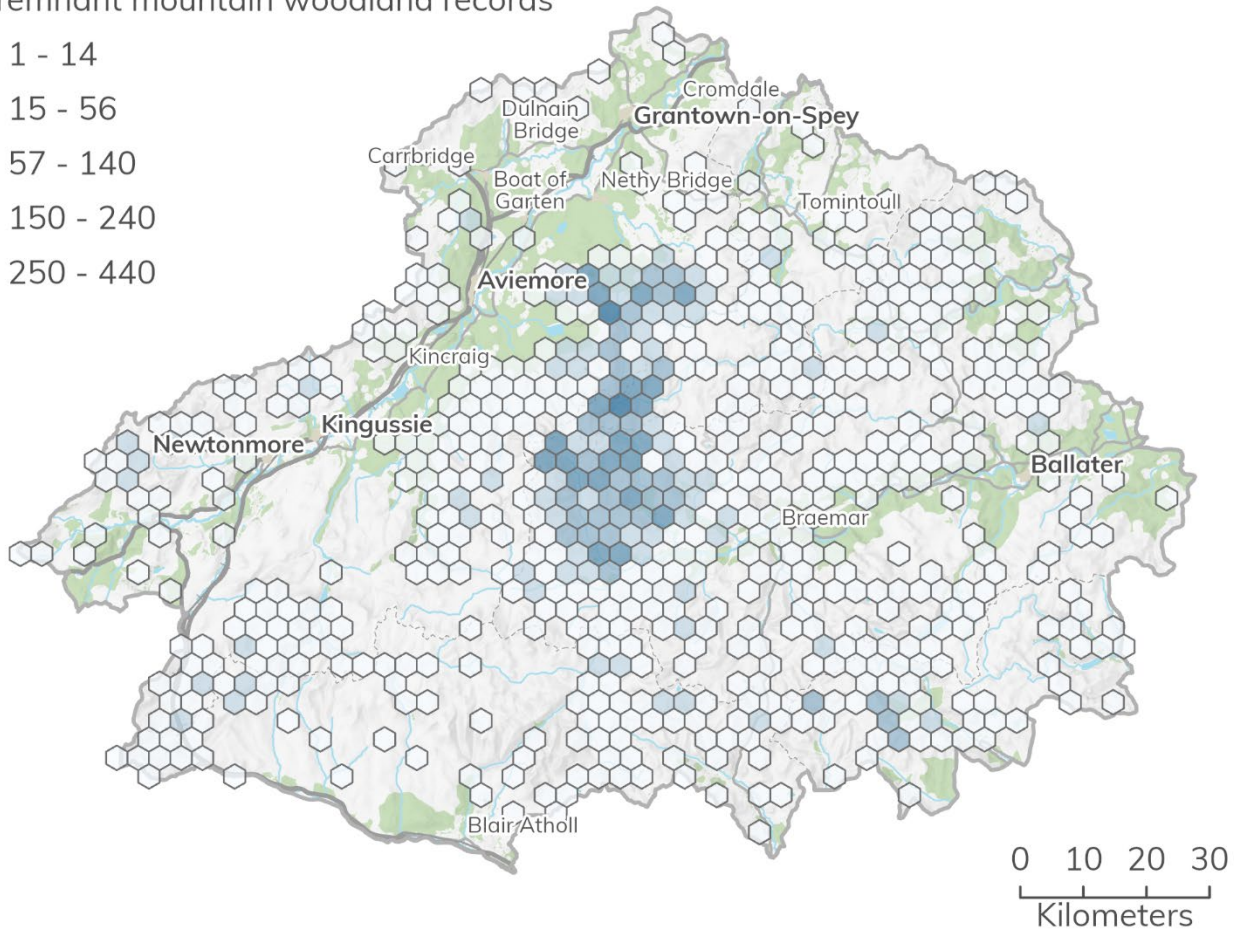 remnant mountain woodland records
1 - 14
15 - 56
57 - 140
150 - 240
250 - 440
Cromdale
Dulnain
Bridge
Grantown-on-Spey
Carrbridge
Boat of
Garten
Nethy Bridge
Tomintoull
Aviemore
Kincraig
Kingussie
Newtonmore
Ballater
Braemar
Blair Atholl
0 10 20 30
Kilometers